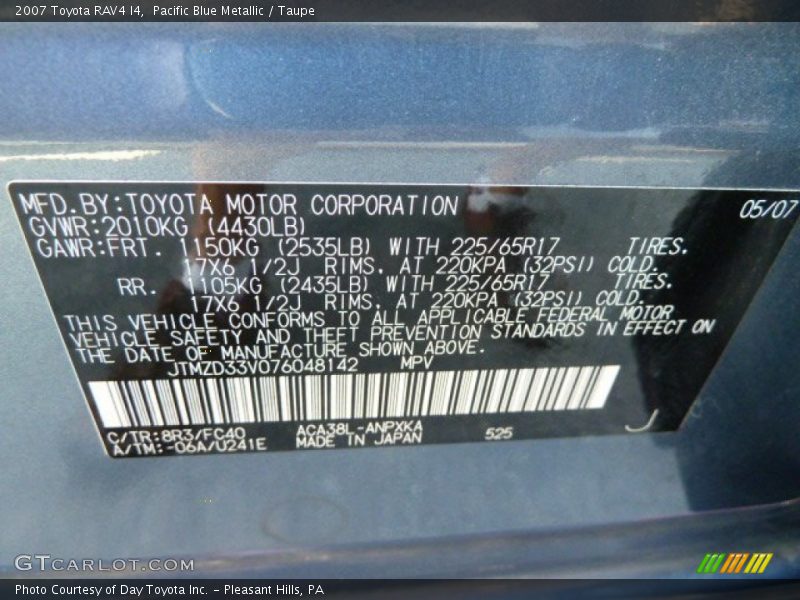 2007 Toyota RAV4 I4,  Pacific Blue Metallic / Taupe
MFD.BY:TOYOTA MOTOR CORPORATION 05/07
GVWR:2010KG (4430LB)
GAWR:FRT. 1150KG (2535LB) WITH 225/65R17 TIRES.
17X6 1/2J RIMS. AT 220KPA (32PSI) COLD.
RR. 1105KG (2435LB) WITH 225/65R17 TIRES.
17X6 1/2J RIMS. AT 220KPA (32PSI) COLD.
THIS VEHICLE CONFORMS TO ALL APPLICABLE FEDERAL MOTOR
VEHICLE SAFETY AND THEFT PREVENTION STANDARDS IN EFFECT ON
THE DATE OF MANUFACTURE SHOWN ABOVE.
JTMZD33V076048142 MPV
C/TR:8R3/FC40 ACA38L-ANPXKA 525
A/TM:-06A/U241E MADE IN JAPAN
GTCARLOT.COM
Photo Courtesy of Day Toyota Inc. - Pleasant Hills, PA